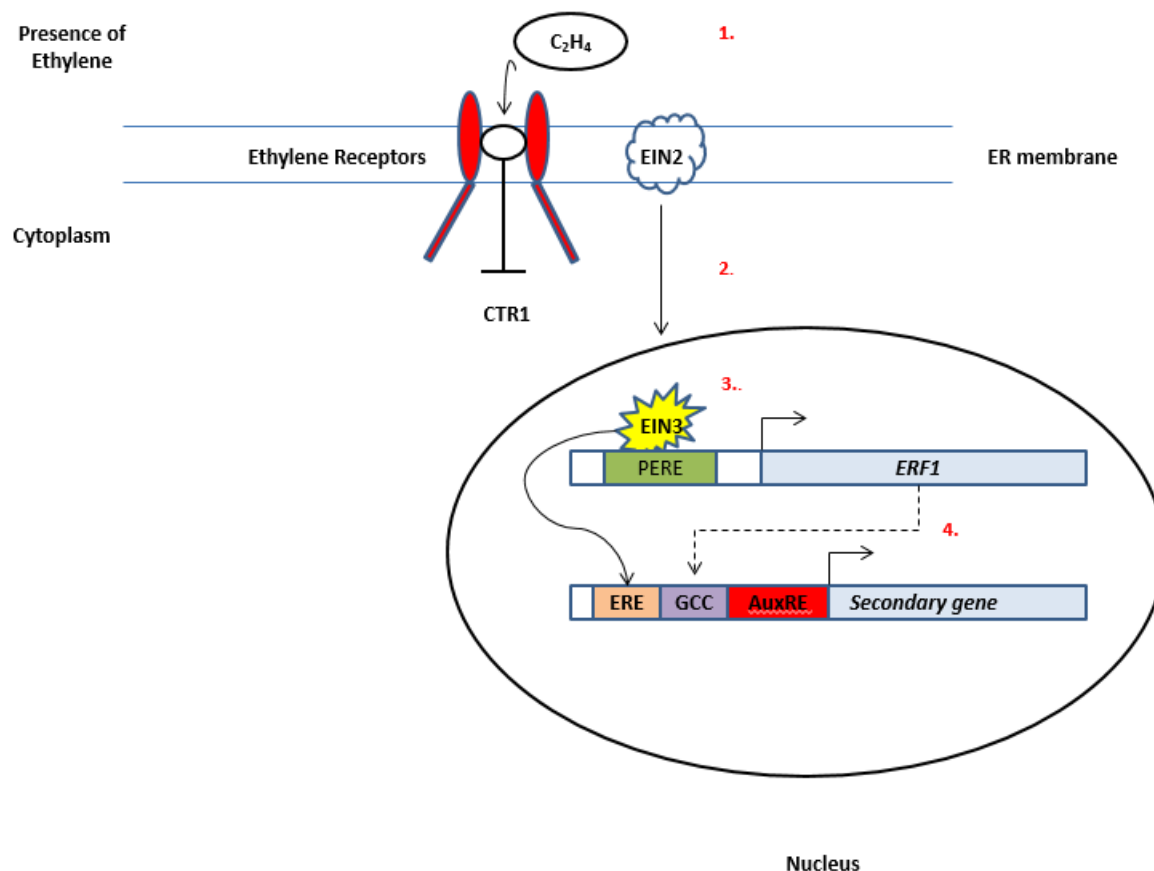 Presence of
Ethylene
C₂H₄
1.
Ethylene Receptors
EIN2
ER membrane
Cytoplasm
2.
CTR1
3..
EIN3
PERE
ERF1
4.
ERE
GCC
AuxRE
Secondary gene
Nucleus